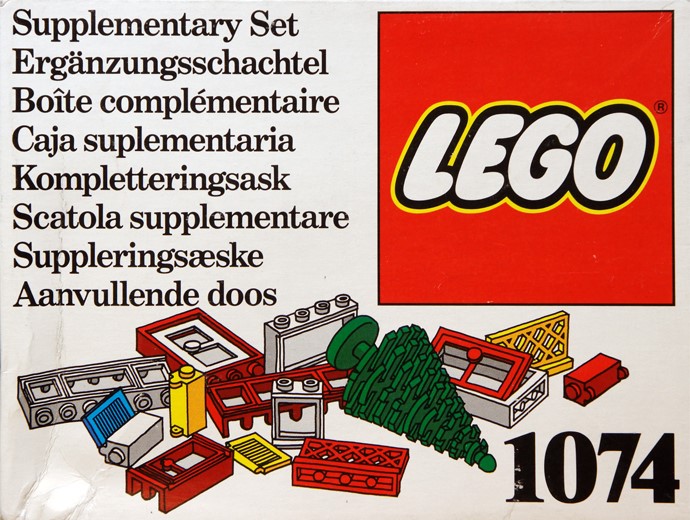 Supplementary Set
Ergänzungsschachtel
Boîte complémentaire
Caja suplementaria
Kompletteringsask
Scatola supplementare
Suppleringsæske
Aanvullende doos
LEGO®
1074